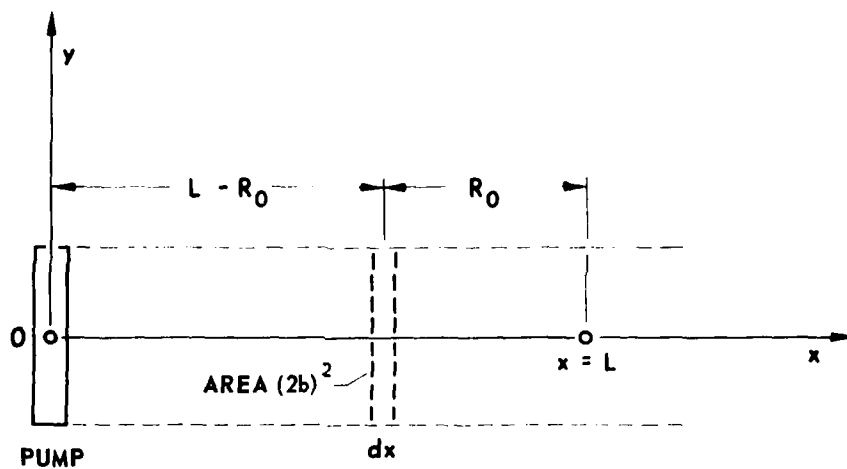 y
L - R₀
R₀
0
AREA (2b)²
x = L
x
PUMP
dx